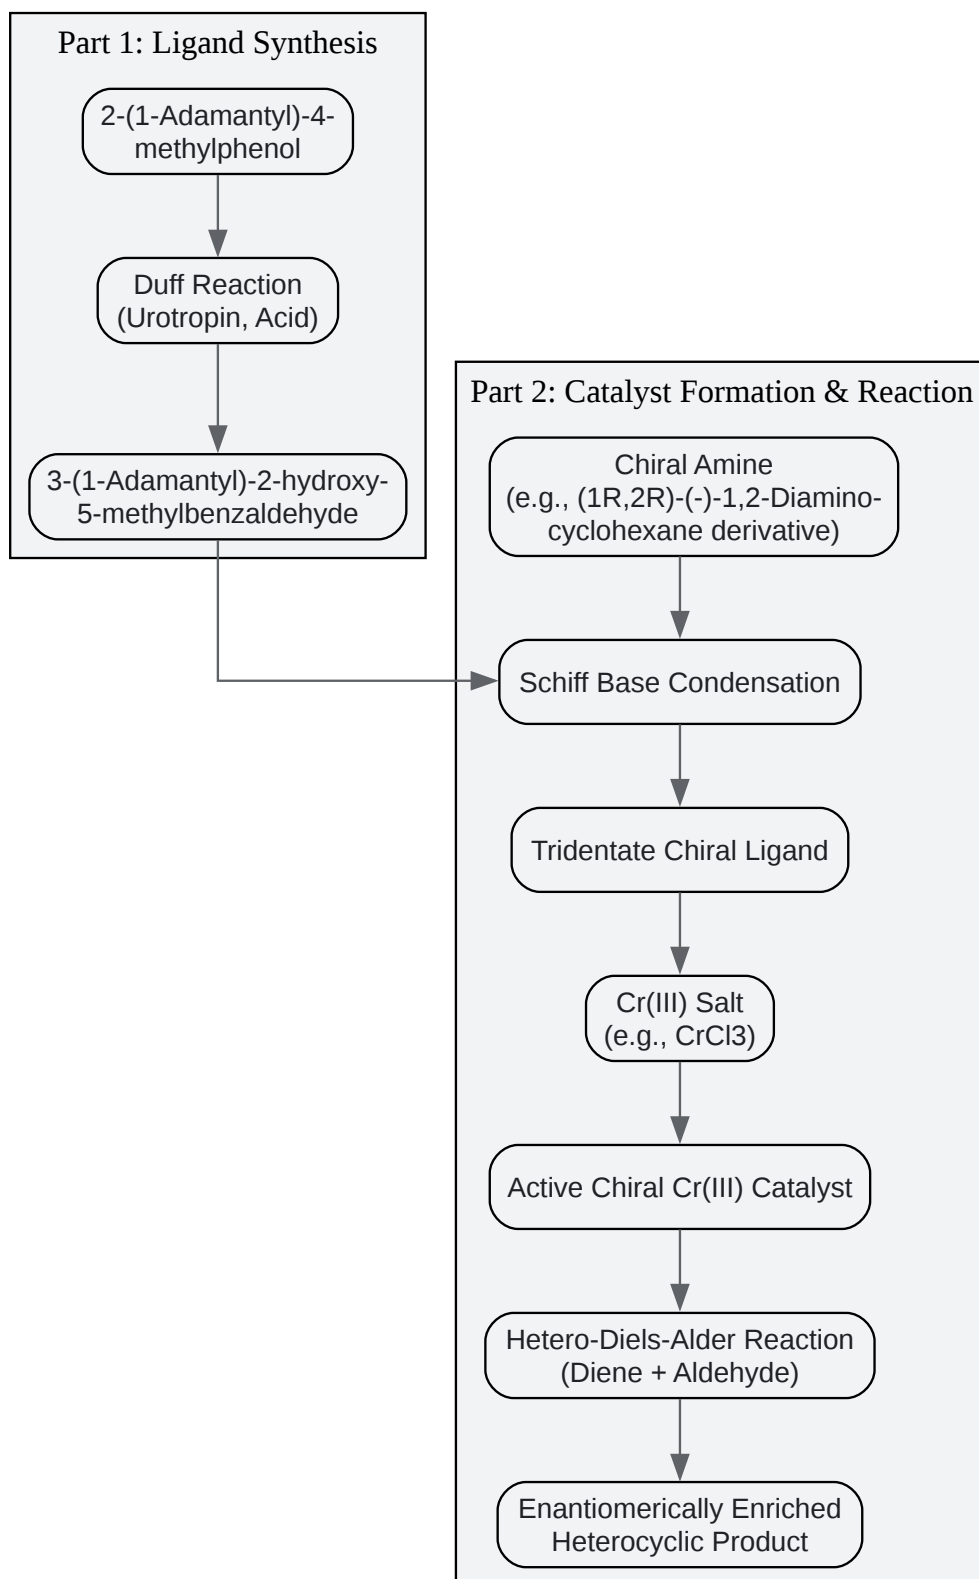 Part 1: Ligand Synthesis
2-(1-Adamantyl)-4-
methylphenol
Duff Reaction
(Urotropin, Acid)
3-(1-Adamantyl)-2-hydroxy-
5-methylbenzaldehyde
Part 2: Catalyst Formation & Reaction
Chiral Amine
(e.g., (1R,2R)-(-)-1,2-Diamino-
cyclohexane derivative)
Schiff Base Condensation
Tridentate Chiral Ligand
Cr(III) Salt
(e.g., CrCl3)
Active Chiral Cr(III) Catalyst
Hetero-Diels-Alder Reaction
(Diene + Aldehyde)
Enantiomerically Enriched
Heterocyclic Product